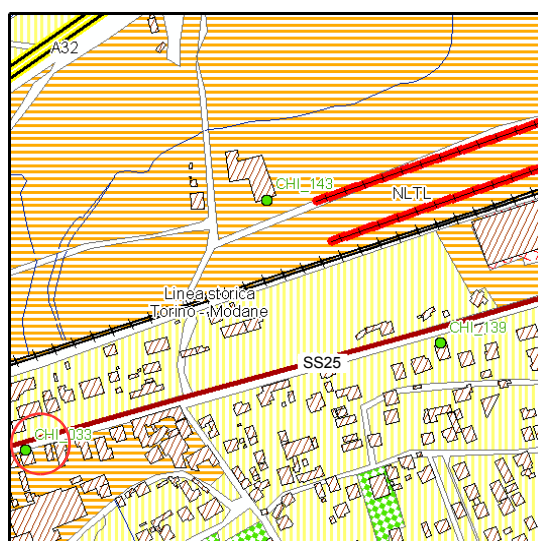 A32
CHI_143
NLTL
Linea storica
Torino - Modane
CHI_139
SS25
CHI_033